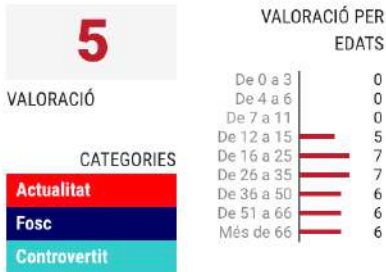 5
VALORACIÓ
CATEGORIES
Actualitat
Fosc
Controvertit
VALORACIÓ PER
EDATS
De 0 a 3 0
De 4 a 6 0
De 7 a 11 0
De 12 a 15 5
De 16 a 25 7
De 26 a 35 7
De 36 a 50 6
De 51 a 66 6
Més de 66 6